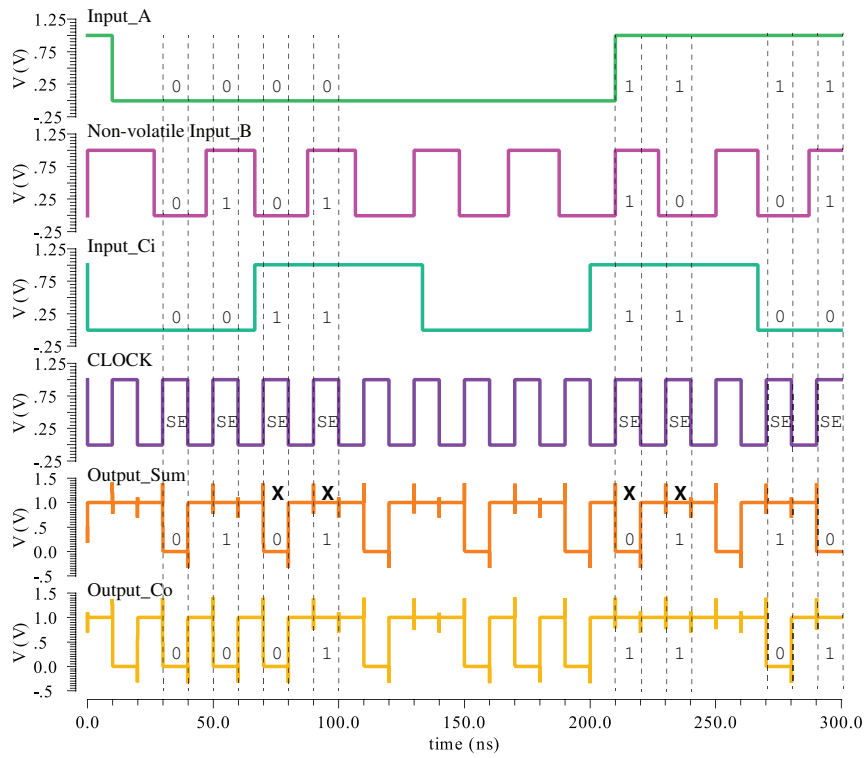 Input_A
1.25
.75
.25
-.25
V (V)
0 0 0 0 1 1 1 1
Non-volatile Input_B
1.25
.75
.25
-.25
V (V)
0 1 0 1 1 0 0 1
Input_Ci
1.25
.75
.25
-.25
V (V)
0 0 1 1 1 1 0 0
CLOCK
1.25
.75
.25
-.25
V (V)
SE SE SE SE SE SE SE SE
Output_Sum
1.5
1.0
0.0
-.5
V (V)
X X X X
0 1 0 1 0 1 1 0
Output_Co
1.5
1.0
0.0
-.5
V (V)
0 0 0 1 1 1 0 1
0.0 50.0 100.0 150.0 200.0 250.0 300.0
time (ns)